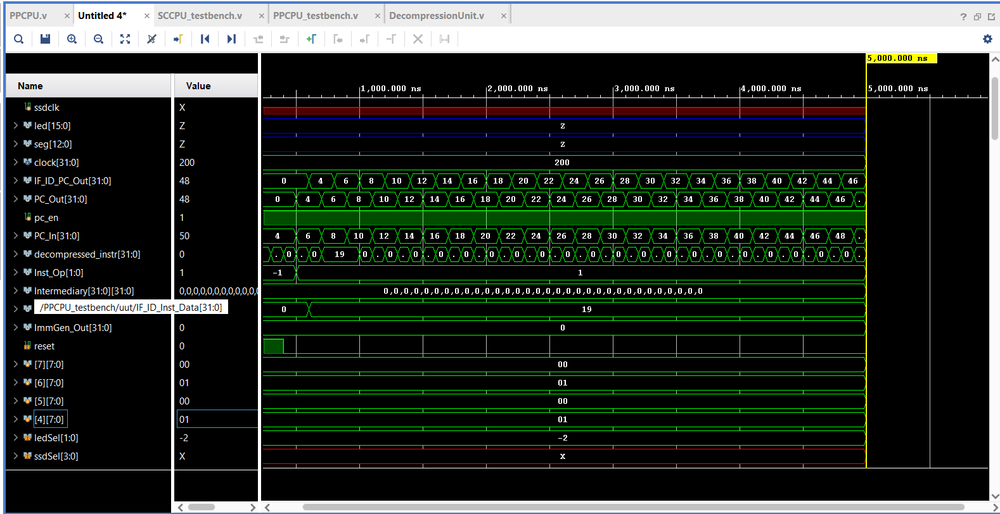 PPCPU.v × Untitled 4* × SCCPU_testbench.v × PPCPU_testbench.v × DecompressionUnit.v ×
5,000.000 ns
Name Value
1,000.000 ns 2,000.000 ns 3,000.000 ns 4,000.000 ns 5,000.000 ns
ssdclk X
led[15:0] Z Z
seg[12:0] Z Z
clock[31:0] 200 200
IF_ID_PC_Out[31:0] 48 0 4 6 8 10 12 14 16 18 20 22 24 26 28 30 32 34 36 38 40 42 44 46
PC_Out[31:0] 48 0 4 6 8 10 12 14 16 18 20 22 24 26 28 30 32 34 36 38 40 42 44 46 .
pc_en 1
PC_In[31:0] 50 4 6 8 10 12 14 16 18 20 22 24 26 28 30 32 34 36 38 40 42 44 46 48 .
decompressed_instr[31:0] 0 . 0 . 0 19 0 . 0 . 0 . 0 . 0 . 0 . 0 . 0 . 0 . 0 . 0 . 0 . 0 . 0 . 0 . 0 . 0 . 0 . 0 . 0 .
Inst_Op[1:0] 1 -1 1
Intermediary[31:0][31:0] 0,0,0,0,0,0,0,0,0,0,0,0 0,0,0,0,0,0,0,0,0,0,0,0,0,0,0,0,0,0,0,0,0,0,0,0,0,0,0,0,0,0,0,0
/PPCPU_testbench/uut/IF_ID_Inst_Data[31:0] 0 19
ImmGen_Out[31:0] 0 0
reset 0
[7][7:0] 00 00
[6][7:0] 01 01
[5][7:0] 00 00
[4][7:0] 01 01
ledSel[1:0] -2 -2
ssdSel[3:0] X X